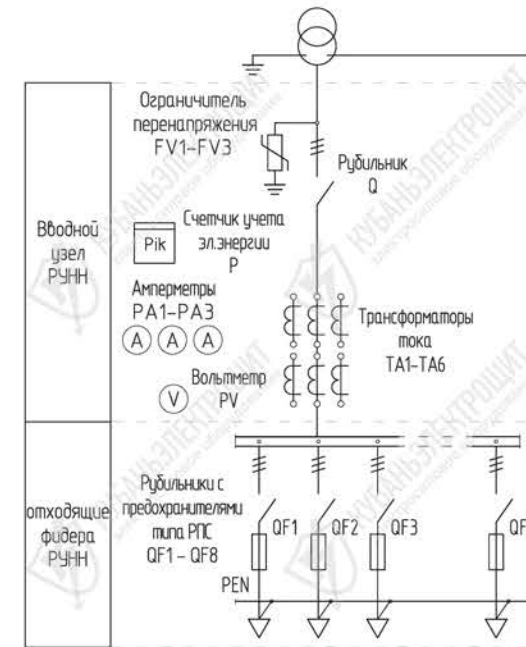 Ограничитель
перенапряжения
FV1-FV3
Рубильник
Q
Вводной
узел
РУНН
Pik
Счетчик учета
эл.энергии
P
Амперметры
PA1-PA3
A A A
Трансформаторы
тока
TA1-TA6
Вольтметр
PV
V
отходящие
фидера
РУНН
Рубильники с
предохранителями
типа РПС
QF1 - QF8
QF1 QF2 QF3 QF
PEN
КУБАНЬЭЛЕКТРОЩИТ